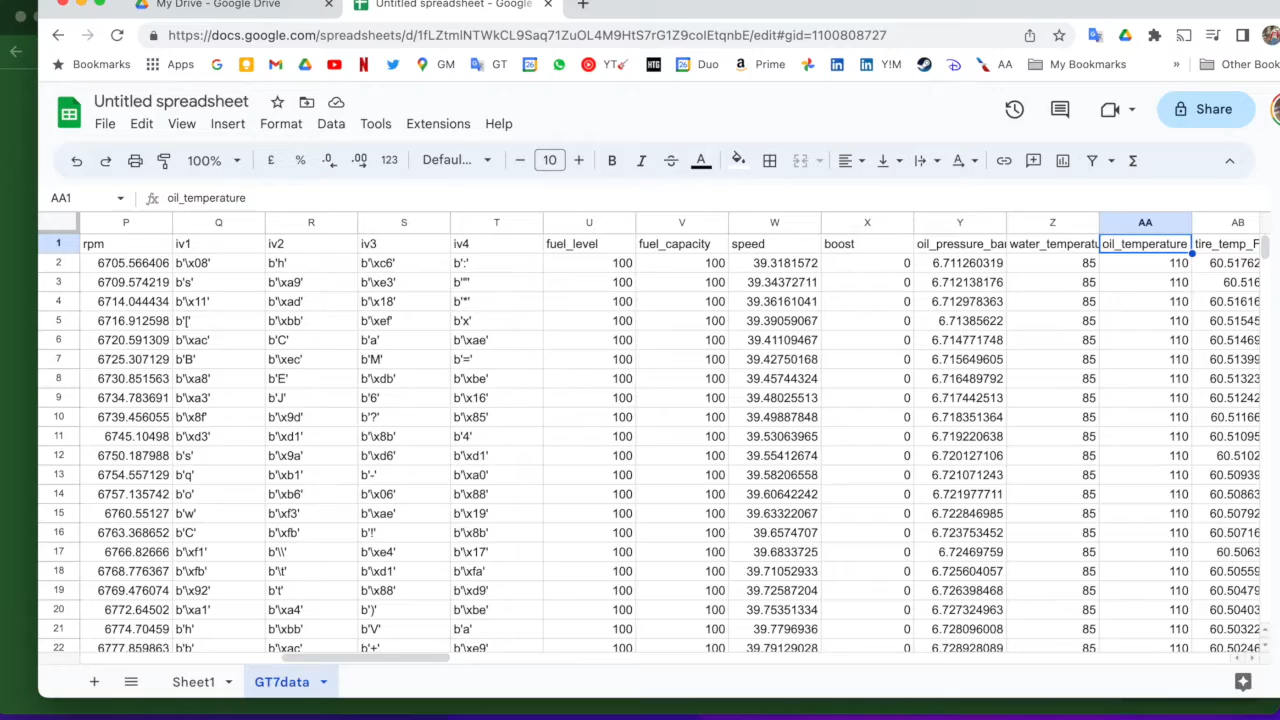 My Drive - Google Drive × Untitled spreadsheet - Google × +
https://docs.google.com/spreadsheets/d/1fLZtmlNTWkCL9Saq71ZuOL4M9HtS7rG1Z9colEtqnbE/edit#gid=1100808727
Bookmarks Apps GM GT YT✓ Duo Prime Y!M AA My Bookmarks » Other Book
Untitled spreadsheet
File Edit View Insert Format Data Tools Extensions Help
Share
100% £ % .0 .00 123 Defaul... − 10 + B I A Σ
AA1 fx oil_temperature
P Q R S T U V W X Y Z AA AB
1 rpm iv1 iv2 iv3 iv4 fuel_level fuel_capacity speed boost oil_pressure_ba water_temperatu oil_temperature tire_temp_F
2 6705.566406 b'\x08' b'h' b'\xc6' b':' 100 100 39.3181572 0 6.711260319 85 110 60.51762
3 6709.574219 b's' b'\xa9' b'\xe3' b'"' 100 100 39.34372711 0 6.712138176 85 110 60.516
4 6714.044434 b'\x11' b'\xad' b'\x18' b'*' 100 100 39.36161041 0 6.712978363 85 110 60.51616
5 6716.912598 b'[' b'\xbb' b'\xef' b'x' 100 100 39.39059067 0 6.71385622 85 110 60.51545
6 6720.591309 b'\xac' b'C' b'a' b'\xae' 100 100 39.41109467 0 6.714771748 85 110 60.51469
7 6725.307129 b'B' b'\xec' b'M' b'=' 100 100 39.42750168 0 6.715649605 85 110 60.51399
8 6730.851563 b'\xa8' b'E' b'\xdb' b'\xbe' 100 100 39.45744324 0 6.716489792 85 110 60.51323
9 6734.783691 b'\xa3' b'J' b'6' b'\x16' 100 100 39.48025513 0 6.717442513 85 110 60.51242
10 6739.456055 b'\x8f' b'\x9d' b'?' b'\x85' 100 100 39.49887848 0 6.718351364 85 110 60.51166
11 6745.10498 b'\xd3' b'\xd1' b'\x8b' b'4' 100 100 39.53063965 0 6.719220638 85 110 60.51095
12 6750.187988 b's' b'\x9a' b'\xd6' b'\xd1' 100 100 39.55412674 0 6.720127106 85 110 60.5102
13 6754.557129 b'q' b'\xb1' b'-' b'\xa0' 100 100 39.58206558 0 6.721071243 85 110 60.50939
14 6757.135742 b'o' b'\xb6' b'\x06' b'\x88' 100 100 39.60642242 0 6.721977711 85 110 60.50863
15 6760.55127 b'w' b'\xf3' b'\xae' b'\x19' 100 100 39.63322067 0 6.722846985 85 110 60.50792
16 6763.368652 b'C' b'\xfb' b'!' b'\x8b' 100 100 39.6574707 0 6.723753452 85 110 60.50716
17 6766.82666 b'\xf1' b'\\' b'\xe4' b'\x17' 100 100 39.6833725 0 6.72469759 85 110 60.5063
18 6768.776367 b'\xfb' b'\t' b'\xd1' b'\xfa' 100 100 39.71052933 0 6.725604057 85 110 60.50559
19 6769.476074 b'\x92' b't' b'\x88' b'\xd9' 100 100 39.72587204 0 6.726398468 85 110 60.50479
20 6772.64502 b'\xa1' b'\xa4' b')' b'\xbe' 100 100 39.75351334 0 6.727324963 85 110 60.50403
21 6774.70459 b'h' b'\xbb' b'V' b'a' 100 100 39.7796936 0 6.728096008 85 110 60.50322
22 6777.859863 b'b' b'\xac' b'+' b'\xe9' 100 100 39.79129028 0 6.728928089 85 110 60.50246
+ Sheet1 GT7data